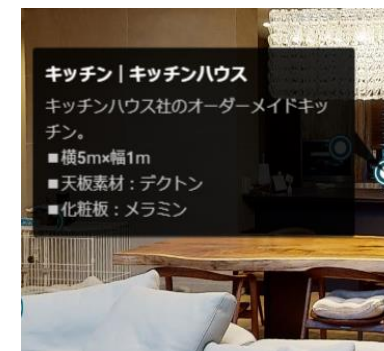 キッチン｜キッチンハウス
キッチンハウス社のオーダーメイドキッ
チン。
■横5m×幅1m
■天板素材：デクトン
■化粧板：メラミン